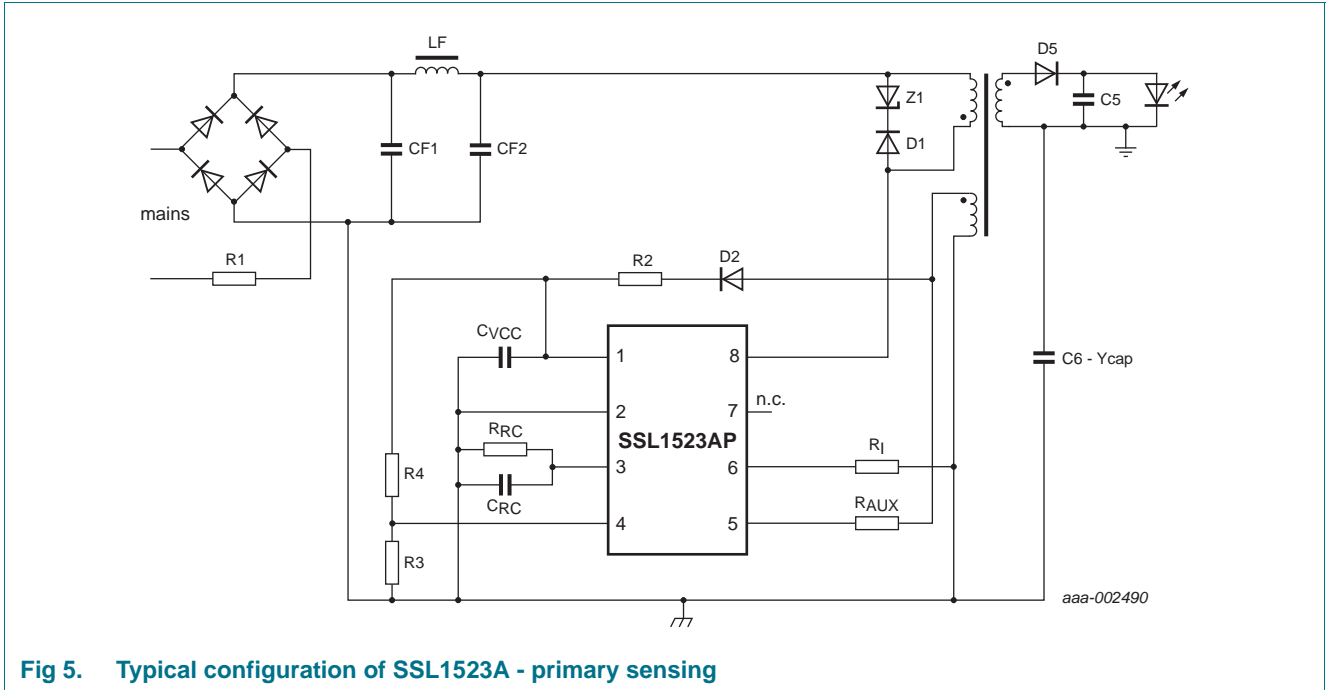 LF
D5
Z1
C5
CF1
CF2
D1
mains
R1
R2
D2
CVCC
1
8
C6 - Ycap
2
7
n.c.
SSL1523AP
RRC
RI
R4
3
6
CRC
RAUX
4
5
R3
aaa-002490
Fig 5. Typical configuration of SSL1523A - primary sensing